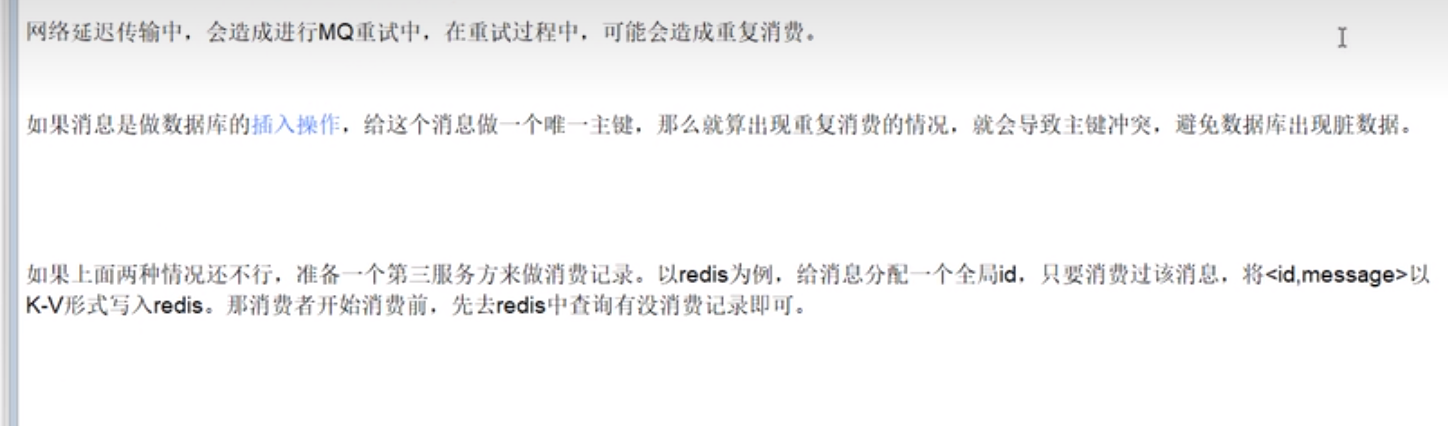 网络延迟传输中，会造成进行MQ重试中，在重试过程中，可能会造成重复消费。
如果消息是做数据库的插入操作，给这个消息做一个唯一主键，那么就算出现重复消费的情况，就会导致主键冲突，避免数据库出现脏数据。
如果上面两种情况还不行，准备一个第三服务方来做消费记录。以redis为例，给消息分配一个全局id，只要消费过该消息，将<id,message>以
K-V形式写入redis。那消费者开始消费前，先去redis中查询有没消费记录即可。